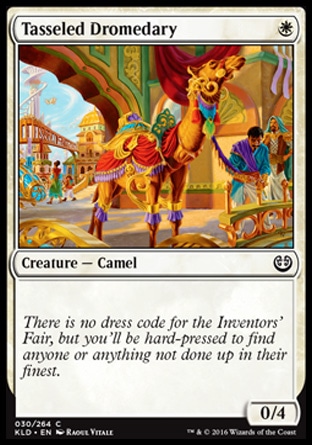 Tasseled Dromedary
Creature — Camel
There is no dress code for the Inventors'
Fair, but you'll be hard-pressed to find
anyone or anything not done up in their
finest.
0/4
030/264 C
KLD • EN Raoul Vitale
™ & © 2016 Wizards of the Coast